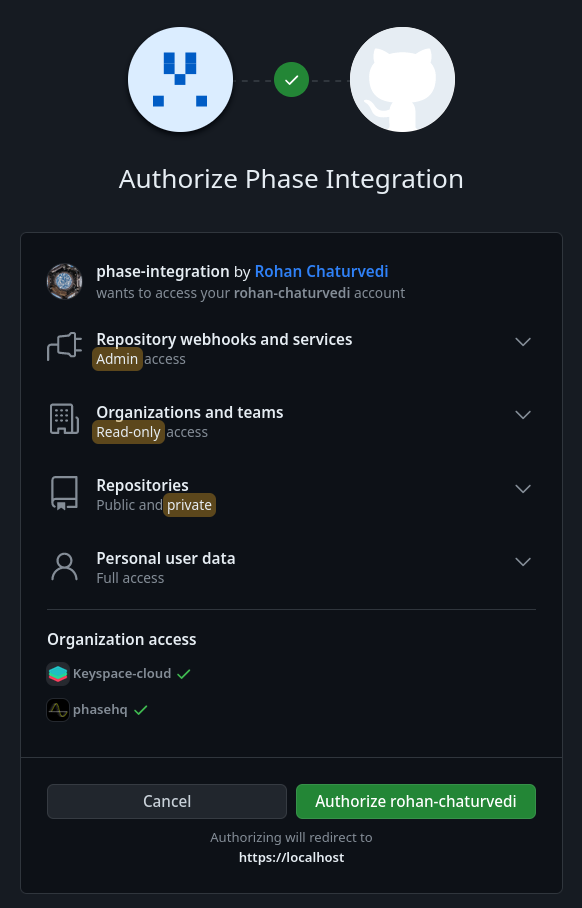 Authorize Phase Integration
phase-integration by Rohan Chaturvedi
wants to access your rohan-chaturvedi account
Repository webhooks and services
Admin access
Organizations and teams
Read-only access
Repositories
Public and private
Personal user data
Full access
Organization access
Keyspace-cloud
phasehq
Cancel
Authorize rohan-chaturvedi
Authorizing will redirect to
https://localhost